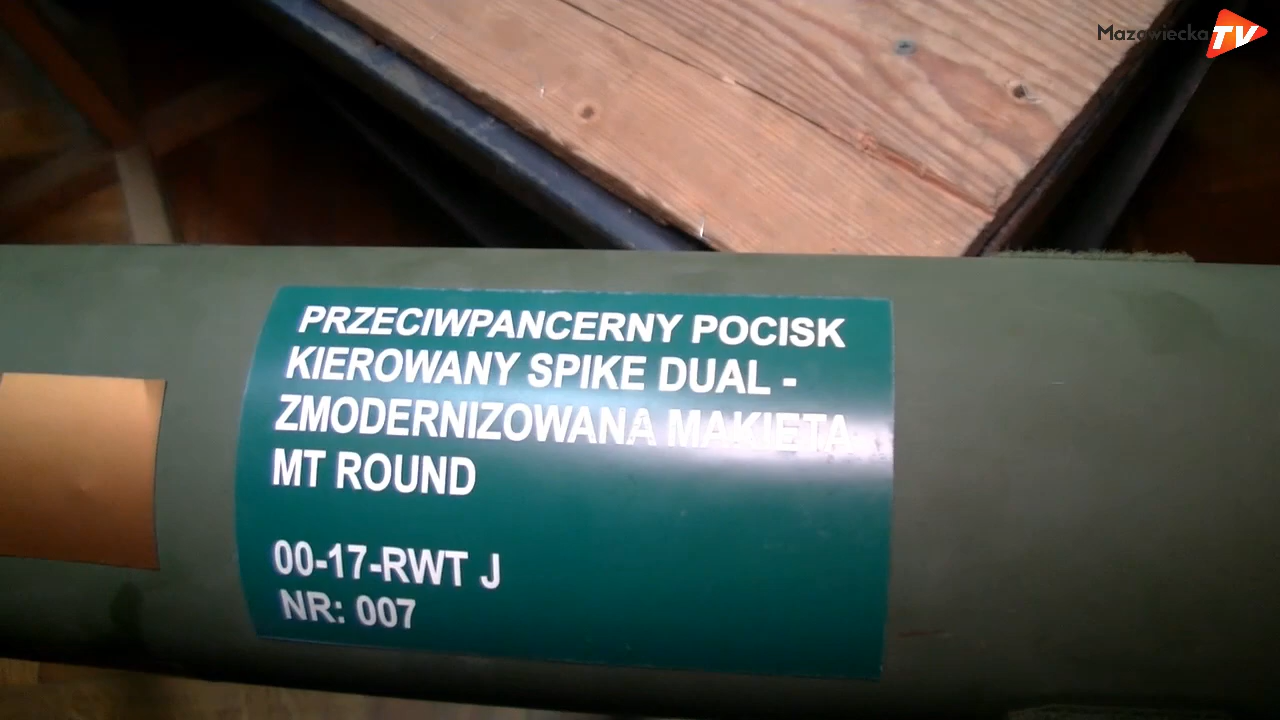 Mazowiecka TV
PRZECIWPANCERNY POCISK
KIEROWANY SPIKE DUAL -
ZMODERNIZOWANA MAKIETA
MT ROUND
00-17-RWT J
NR: 007